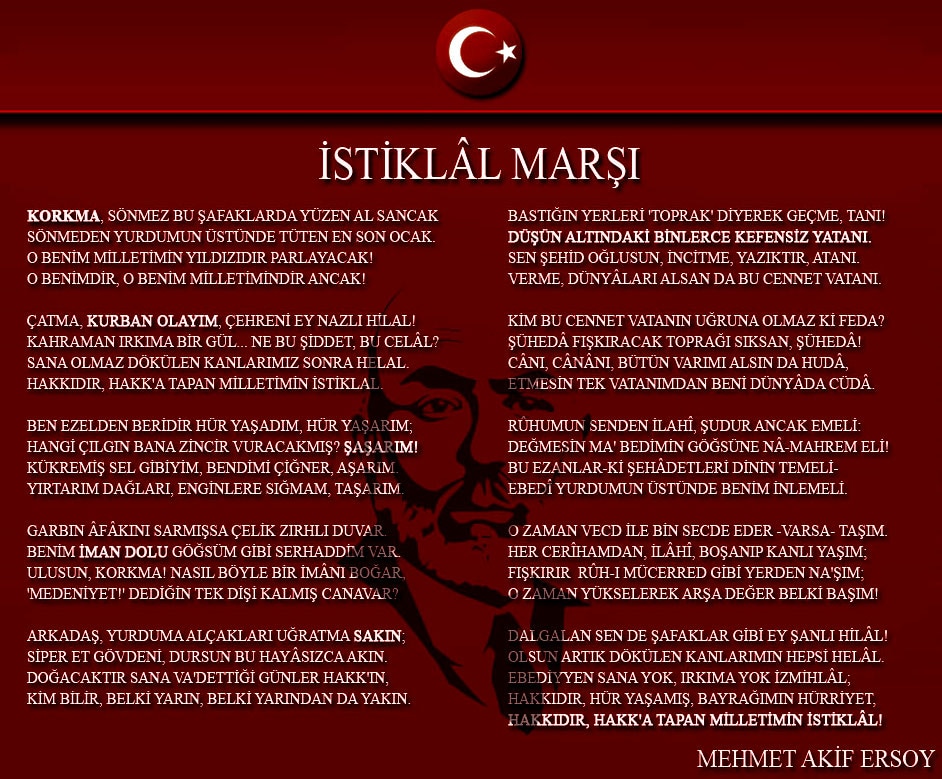 İSTİKLÂL MARŞI
KORKMA, SÖNMEZ BU ŞAFAKLARDA YÜZEN AL SANCAK
SÖNMEDEN YURDUMUN ÜSTÜNDE TÜTEN EN SON OCAK.
O BENİM MİLLETİMİN YILDIZIDIR PARLAYACAK!
O BENİMDİR, O BENİM MİLLETİMİNDİR ANCAK!
ÇATMA, KURBAN OLAYIM, ÇEHRENİ EY NAZLI HİLAL!
KAHRAMAN IRKIMA BİR GÜL... NE BU ŞİDDET, BU CELÂL?
SANA OLMAZ DÖKÜLEN KANLARIMIZ SONRA HELAL.
HAKKIDIR, HAKK'A TAPAN MİLLETİMİN İSTİKLAL.
BEN EZELDEN BERİDİR HÜR YAŞADIM, HÜR YAŞARIM;
HANGİ ÇILGIN BANA ZİNCİR VURACAKMIŞ? ŞAŞARIM!
KÜKREMİŞ SEL GİBİYİM, BENDİMİ ÇİĞNER, AŞARIM.
YIRTARIM DAĞLARI, ENGİNLERE SIĞMAM, TAŞARIM.
GARBIN ÂFÂKINI SARMIŞSA ÇELİK ZIRHLI DUVAR.
BENİM İMAN DOLU GÖĞSÜM GİBİ SERHADDİM VAR.
ULUSUN, KORKMA! NASIL BÖYLE BİR İMÂNI BOĞAR,
'MEDENİYET!' DEDİĞİN TEK DİŞİ KALMIŞ CANAVAR?
ARKADAŞ, YURDUMA ALÇAKLARI UĞRATMA SAKIN;
SİPER ET GÖVDENİ, DURSUN BU HAYÂSIZCA AKIN.
DOĞACAKTIR SANA VA'DETTİĞİ GÜNLER HAKK'IN,
KİM BİLİR, BELKİ YARIN, BELKİ YARINDAN DA YAKIN.
BASTIĞIN YERLERİ 'TOPRAK' DİYEREK GEÇME, TANI!
DÜŞÜN ALTINDAKİ BİNLERCE KEFENSİZ YATANI.
SEN ŞEHİD OĞLUSUN, İNCİTME, YAZIKTIR, ATANI.
VERME, DÜNYÂLARI ALSAN DA BU CENNET VATANI.
KİM BU CENNET VATANIN UĞRUNA OLMAZ Kİ FEDA?
ŞÜHEDÂ FIŞKIRACAK TOPRAĞI SIKSAN, ŞÜHEDÂ!
CÂNI, CÂNÂNI, BÜTÜN VARIMI ALSIN DA HUDÂ,
ETMESİN TEK VATANIMDAN BENİ DÜNYÂDA CÜDÂ.
RÛHUMUN SENDEN İLAHÎ, ŞUDUR ANCAK EMELİ:
DEĞMESİN MA' BEDİMİN GÖĞSÜNE NÂ-MAHREM ELİ!
BU EZANLAR-Kİ ŞEHÂDETLERİ DİNİN TEMELİ-
EBEDÎ YURDUMUN ÜSTÜNDE BENİM İNLEMELİ.
O ZAMAN VECD İLE BİN SECDE EDER -VARSA- TAŞIM.
HER CERÎHAMDAN, İLÂHÎ, BOŞANIP KANLI YAŞIM;
FIŞKIRIR RÛH-I MÜCERRED GİBİ YERDEN NA'ŞIM;
O ZAMAN YÜKSELEREK ARŞA DEĞER BELKİ BAŞIM!
DALGALAN SEN DE ŞAFAKLAR GİBİ EY ŞANLI HİLÂL!
OLSUN ARTIK DÖKÜLEN KANLARIMIN HEPSİ HELÂL.
EBEDİYYEN SANA YOK, IRKIMA YOK İZMİHLÂL;
HAKKIDIR, HÜR YAŞAMIŞ, BAYRAĞIMIN HÜRRİYET,
HAKKIDIR, HAKK'A TAPAN MİLLETİMİN İSTİKLÂL!
MEHMET AKİF ERSOY